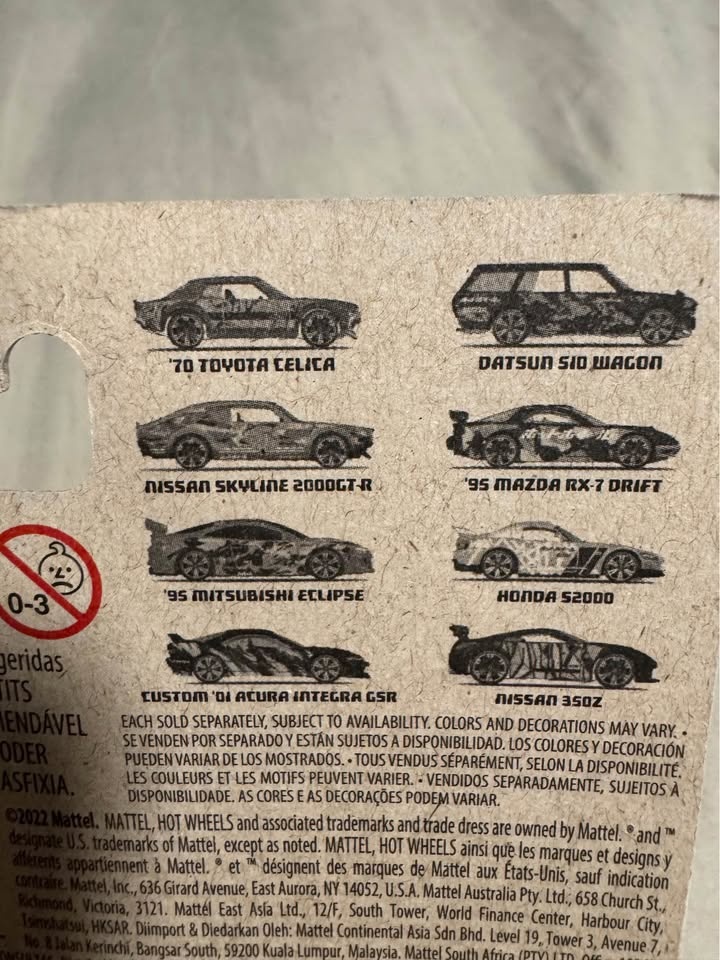 '70 TOYOTA CELICA
DATSUN 510 WAGON
NISSAN SKYLINE 2000GT-R
'95 MAZDA RX-7 DRIFT
'95 MITSUBISHI ECLIPSE
HONDA S2000
CUSTOM '01 ACURA INTEGRA GSR
NISSAN 350Z
0-3
geridas
TITS
IENDÁVEL
ODER
ASFIXIA.
EACH SOLD SEPARATELY, SUBJECT TO AVAILABILITY. COLORS AND DECORATIONS MAY VARY. •
SE VENDEN POR SEPARADO Y ESTÁN SUJETOS A DISPONIBILIDAD. LOS COLORES Y DECORACIÓN
PUEDEN VARIAR DE LOS MOSTRADOS. • TOUS VENDUS SÉPARÉMENT, SELON LA DISPONIBILITÉ.
LES COULEURS ET LES MOTIFS PEUVENT VARIER. • VENDIDOS SEPARADAMENTE, SUJEITOS À
DISPONIBILIDADE. AS CORES E AS DECORAÇÕES PODEM VARIAR.
©2022 Mattel. MATTEL, HOT WHEELS and associated trademarks and trade dress are owned by Mattel. ® and ™
designate U.S. trademarks of Mattel, except as noted. MATTEL, HOT WHEELS ainsi que les marques et designs y
afférents appartiennent à Mattel. ® et ™ désignent des marques de Mattel aux États-Unis, sauf indication
contraire. Mattel, Inc., 636 Girard Avenue, East Aurora, NY 14052, U.S.A. Mattel Australia Pty. Ltd., 658 Church St.,
Richmond, Victoria, 3121. Mattel East Asia Ltd., 12/F, South Tower, World Finance Center, Harbour City,
Tsimshatsui, HKSAR. Diimport & Diedarkan Oleh: Mattel Continental Asia Sdn Bhd. Level 19, Tower 3, Avenue 7,
No. 8 Jalan Kerinchi, Bangsar South, 59200 Kuala Lumpur, Malaysia. Mattel South Africa (PTY) LTD.